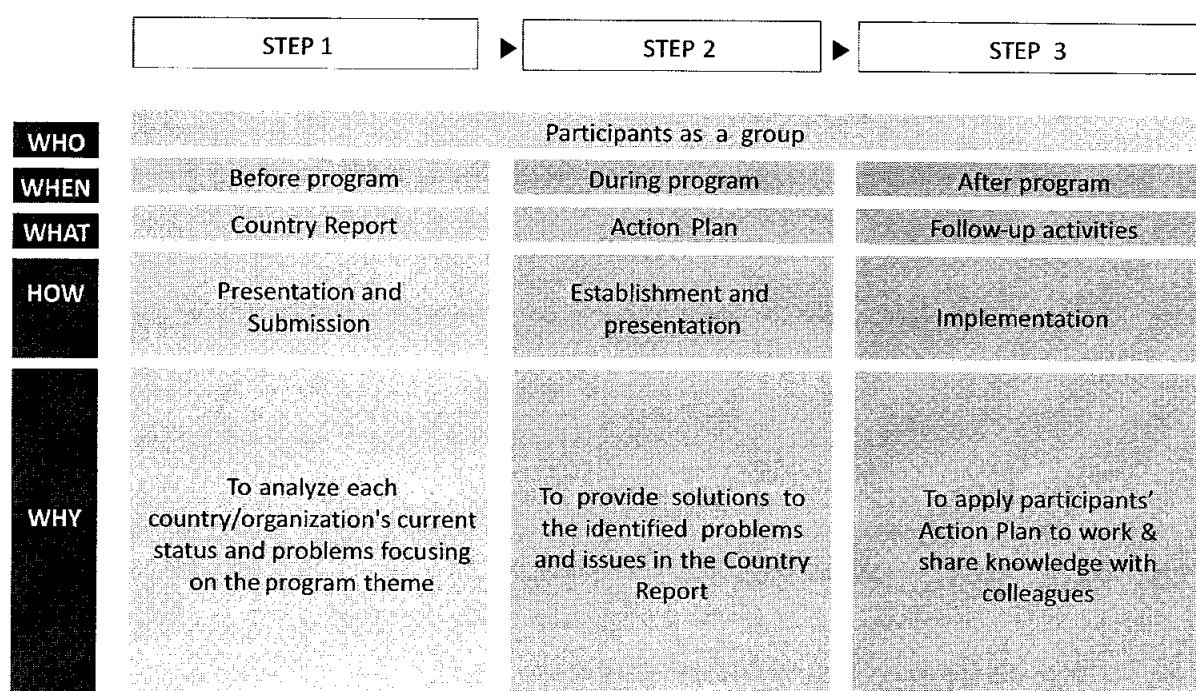 STEP 1 ▶ STEP 2 ▶ STEP 3
WHO
Participants as a group
WHEN
Before program
During program
After program
WHAT
Country Report
Action Plan
Follow-up activities
HOW
Presentation and
Submission
Establishment and
presentation
Implementation
WHY
To analyze each
country/organization's current
status and problems focusing
on the program theme
To provide solutions to
the identified problems
and issues in the Country
Report
To apply participants'
Action Plan to work &
share knowledge with
colleagues